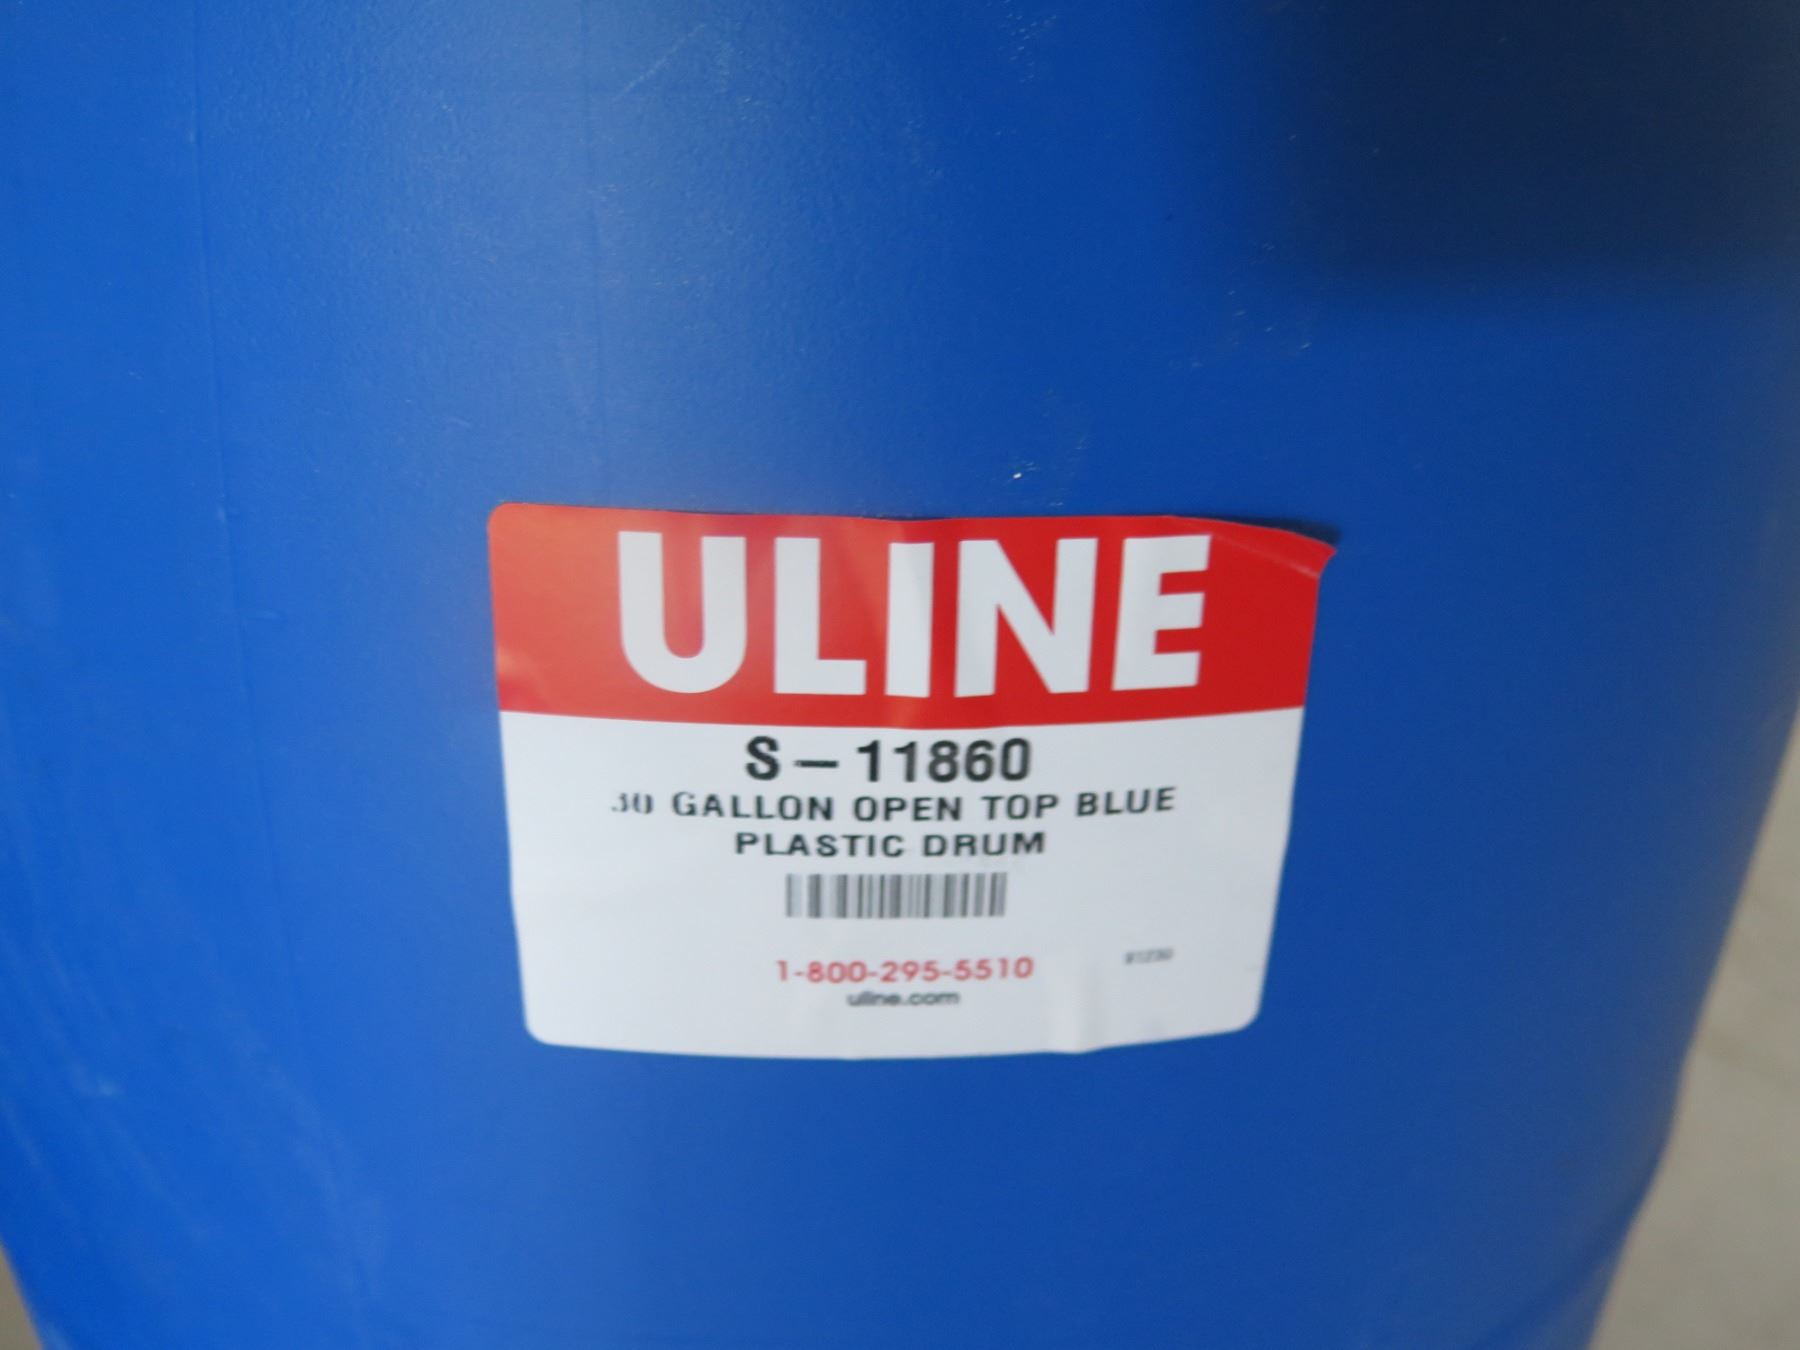 ULINE
S-11860
30 GALLON OPEN TOP BLUE
PLASTIC DRUM
1-800-295-5510
uline.com